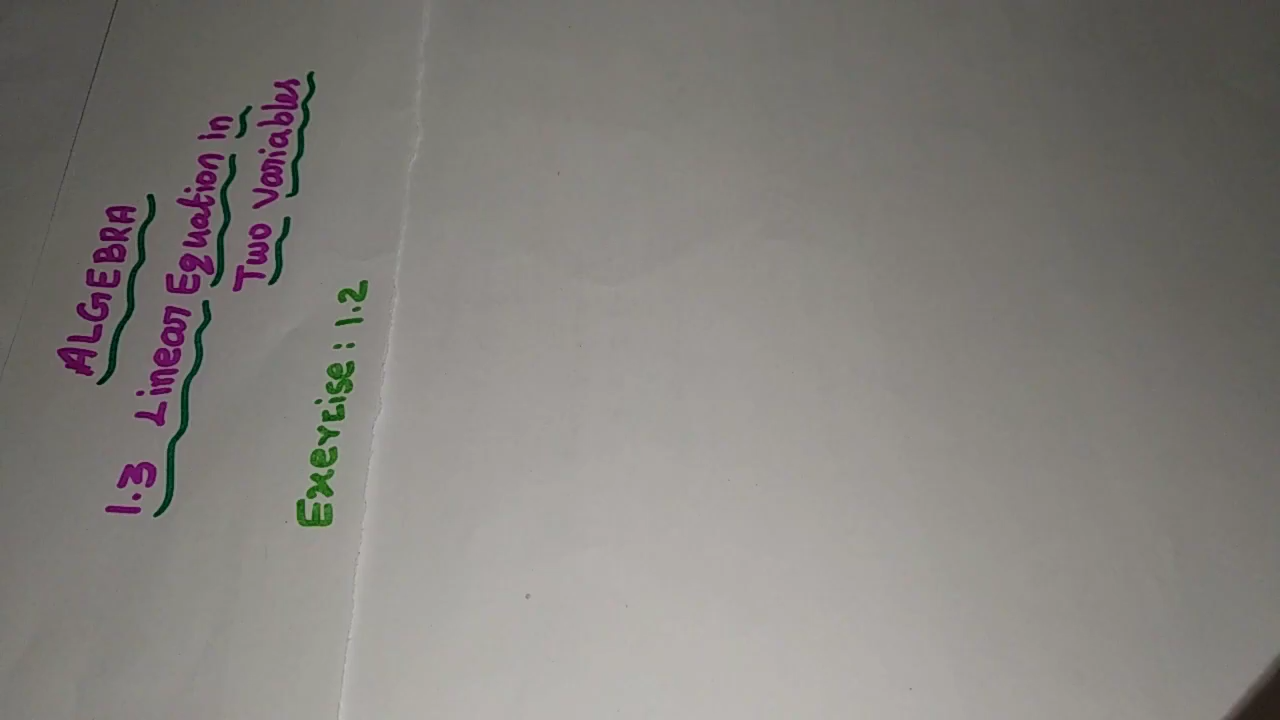 ALGEBRA
1.3 Linear Equation in
Two Variables
Exercise: 1.2